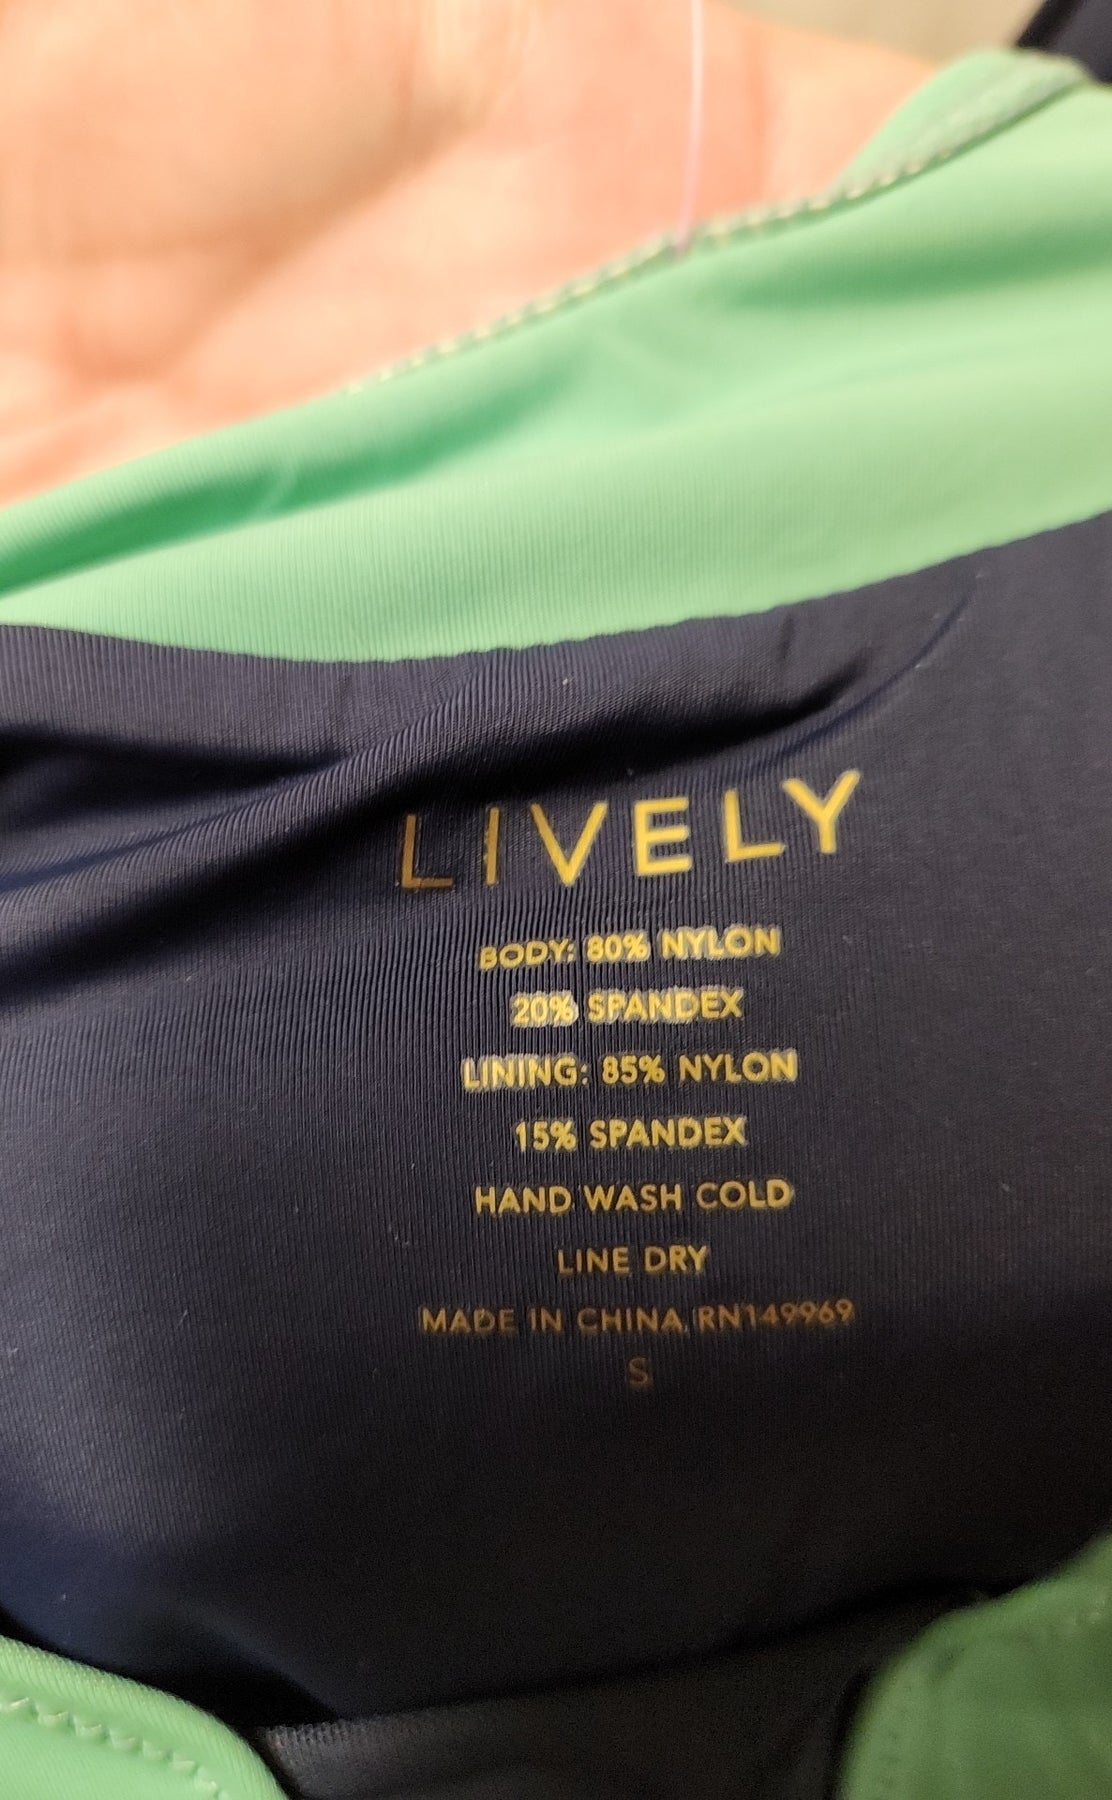 LIVELY
BODY: 80% NYLON
20% SPANDEX
LINING: 85% NYLON
15% SPANDEX
HAND WASH COLD
LINE DRY
MADE IN CHINA RN149969
S